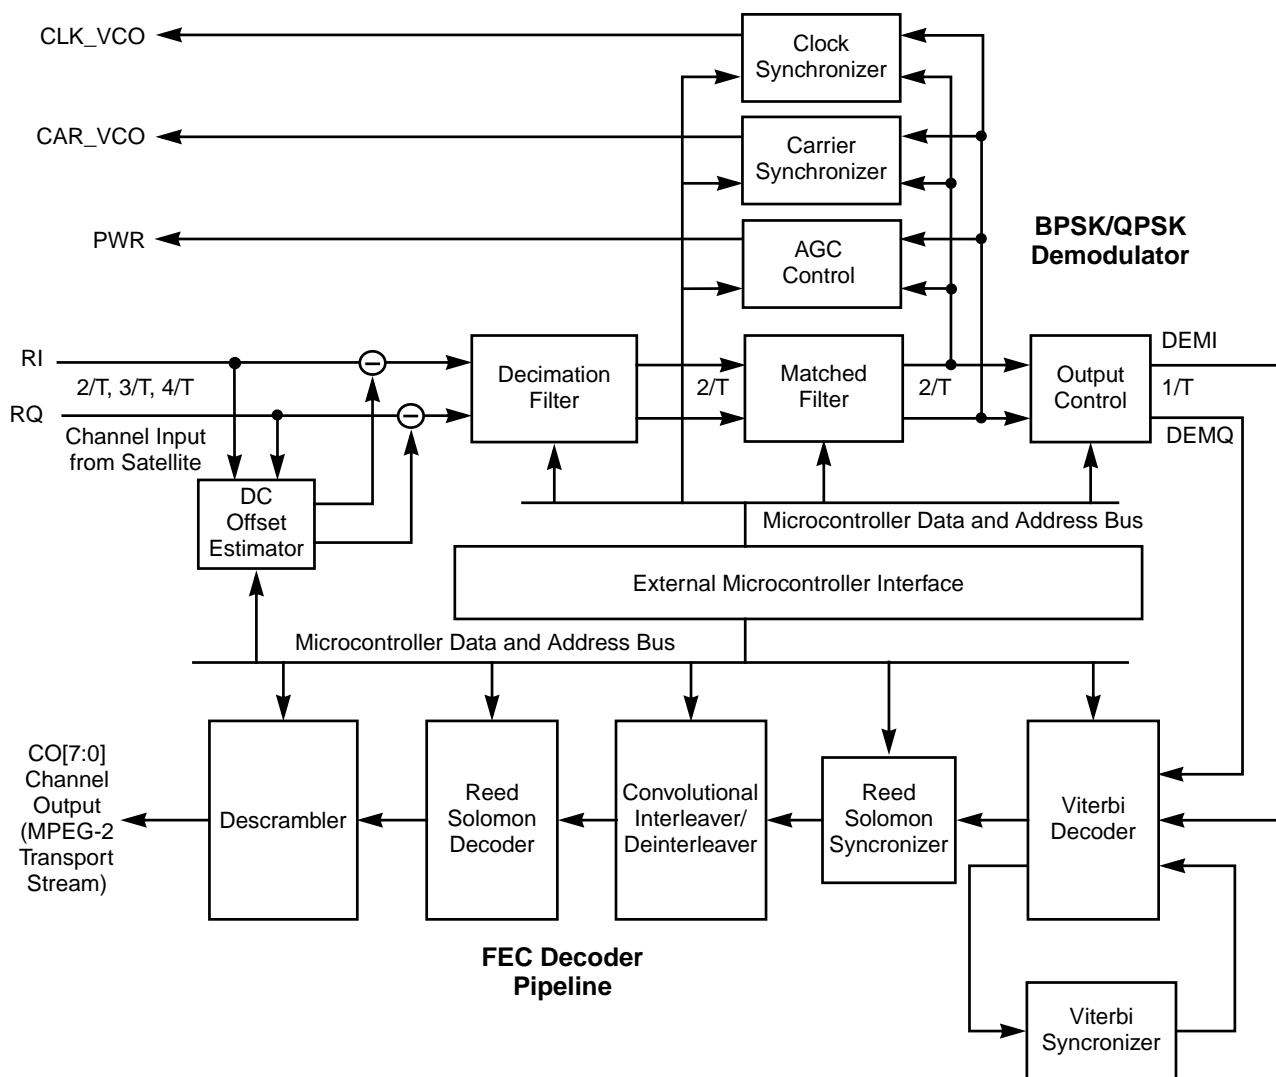 CLK_VCO
Clock
Synchronizer
CAR_VCO
Carrier
Synchronizer
PWR
AGC
Control
BPSK/QPSK
Demodulator
RI
2/T, 3/T, 4/T
RQ
Channel Input
from Satellite
Decimation
Filter
2/T
Matched
Filter
2/T
Output
Control
DEMI
1/T
DEMQ
DC
Offset
Estimator
Microcontroller Data and Address Bus
External Microcontroller Interface
Microcontroller Data and Address Bus
CO[7:0]
Channel
Output
(MPEG-2
Transport
Stream)
Descrambler
Reed
Solomon
Decoder
Convolutional
Interleaver/
Deinterleaver
Reed
Solomon
Syncronizer
Viterbi
Decoder
FEC Decoder
Pipeline
Viterbi
Syncronizer